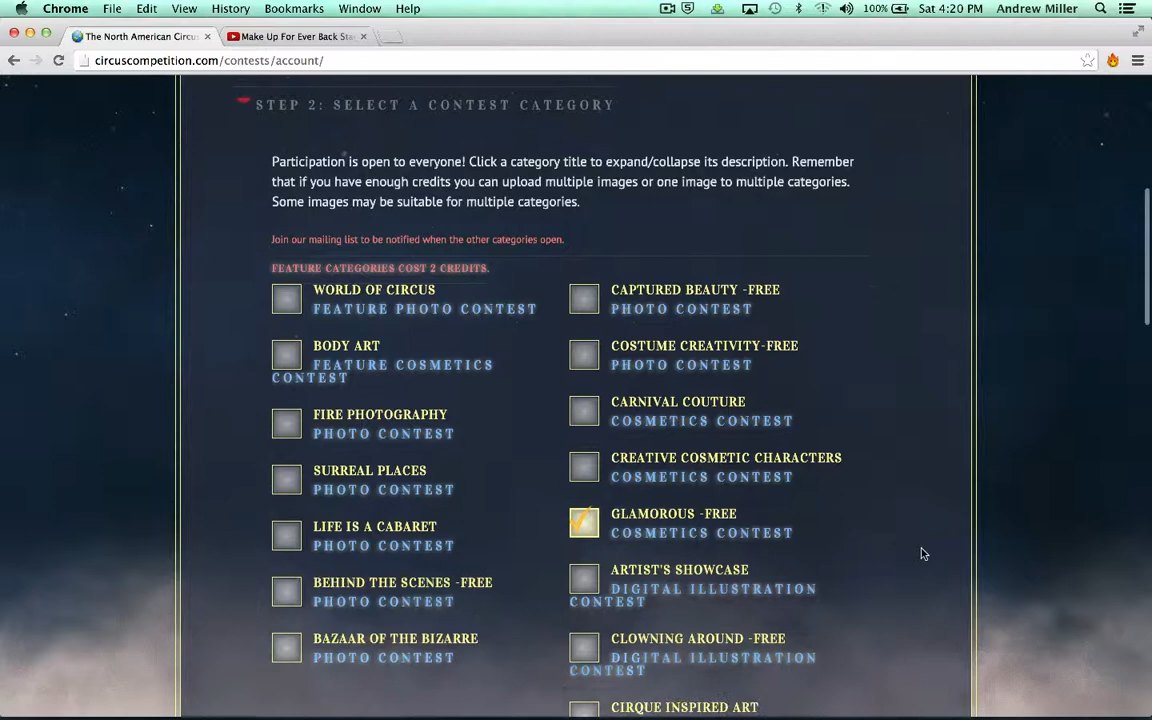 Chrome File Edit View History Bookmarks Window Help 100% Sat 4:20 PM Andrew Miller
The North American Circus
Make Up For Ever Back Sta
circuscompetition.com/contests/account/
STEP 2: SELECT A CONTEST CATEGORY
Participation is open to everyone! Click a category title to expand/collapse its description. Remember
that if you have enough credits you can upload multiple images or one image to multiple categories.
Some images may be suitable for multiple categories.
Join our mailing list to be notified when the other categories open.
FEATURE CATEGORIES COST 2 CREDITS.
WORLD OF CIRCUS
FEATURE PHOTO CONTEST
BODY ART
FEATURE COSMETICS
CONTEST
FIRE PHOTOGRAPHY
PHOTO CONTEST
SURREAL PLACES
PHOTO CONTEST
LIFE IS A CABARET
PHOTO CONTEST
BEHIND THE SCENES -FREE
PHOTO CONTEST
BAZAAR OF THE BIZARRE
PHOTO CONTEST
CAPTURED BEAUTY -FREE
PHOTO CONTEST
COSTUME CREATIVITY-FREE
PHOTO CONTEST
CARNIVAL COUTURE
COSMETICS CONTEST
CREATIVE COSMETIC CHARACTERS
COSMETICS CONTEST
GLAMOROUS -FREE
COSMETICS CONTEST
ARTIST'S SHOWCASE
DIGITAL ILLUSTRATION
CONTEST
CLOWNING AROUND -FREE
DIGITAL ILLUSTRATION
CONTEST
CIRQUE INSPIRED ART